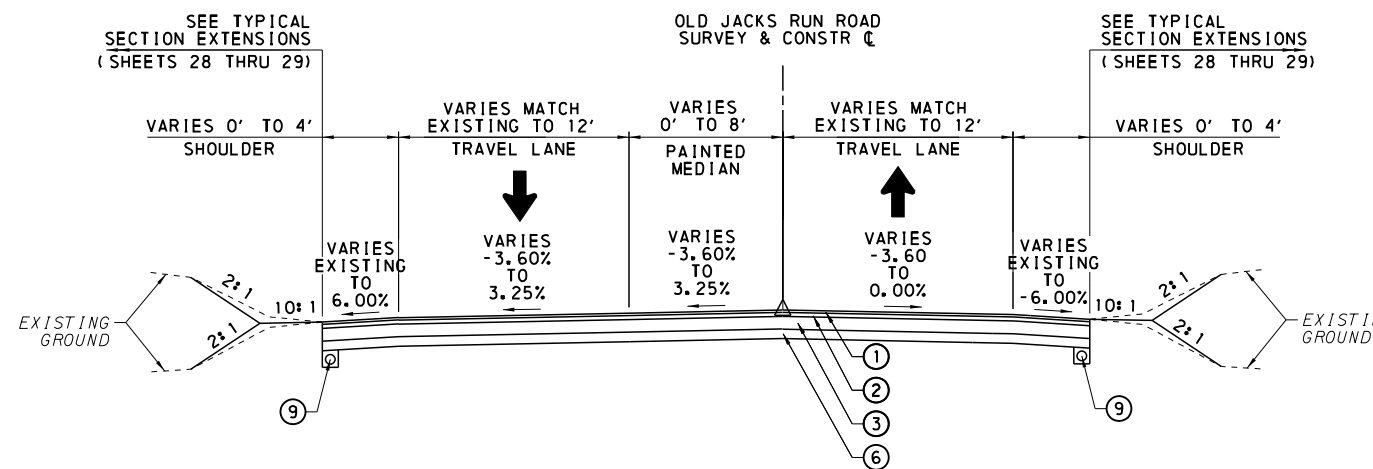 SEE TYPICAL
SECTION EXTENSIONS
(SHEETS 28 THRU 29)
OLD JACKS RUN ROAD
SURVEY & CONSTR ℄
SEE TYPICAL
SECTION EXTENSIONS
(SHEETS 28 THRU 29)
VARIES 0' TO 4'
SHOULDER
VARIES MATCH
EXISTING TO 12'
TRAVEL LANE
VARIES
0' TO 8'
PAINTED
MEDIAN
VARIES MATCH
EXISTING TO 12'
TRAVEL LANE
VARIES 0' TO 4'
SHOULDER
VARIES
EXISTING
TO
6.00%
VARIES
-3.60%
TO
3.25%
VARIES
-3.60%
TO
3.25%
VARIES
-3.60
TO
0.00%
VARIES
EXISTING
TO
-6.00%
2:1
10:1
2:1
EXISTING
GROUND
10:1
2:1
2:1
EXISTI
GROUND
1
2
3
6
9
9